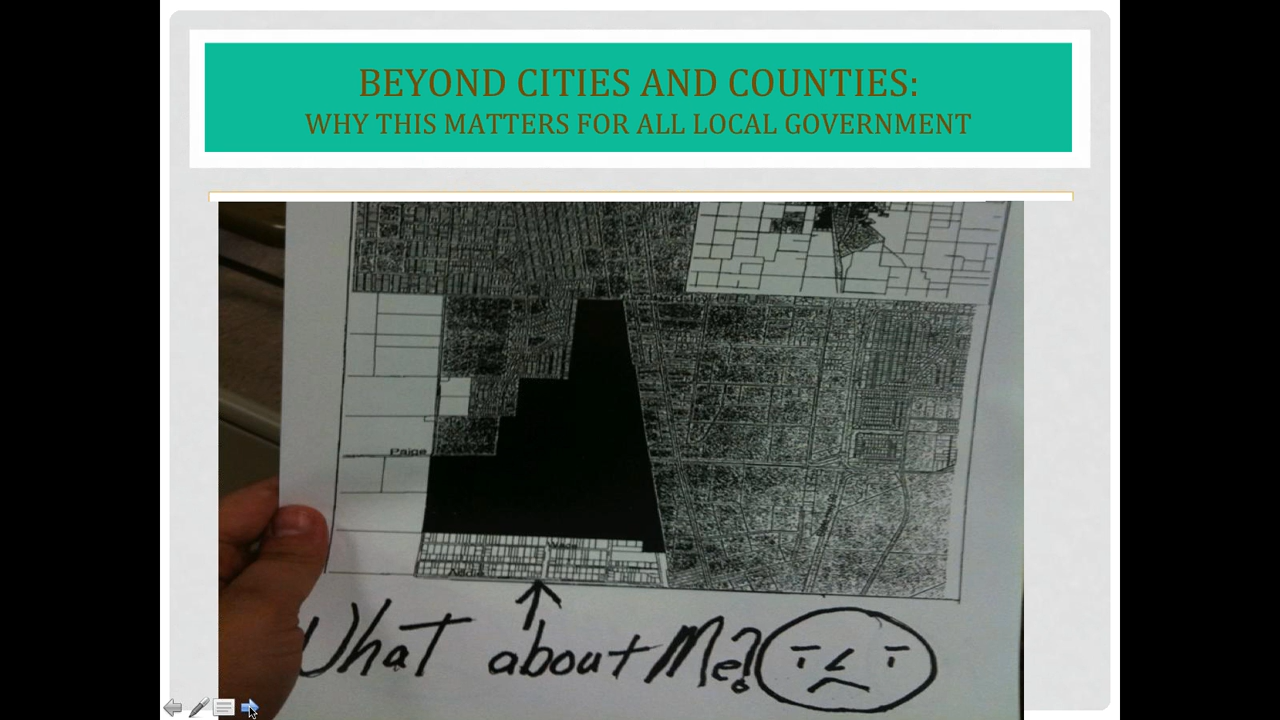 BEYOND CITIES AND COUNTIES:
WHY THIS MATTERS FOR ALL LOCAL GOVERNMENT
Paige
What about Me?